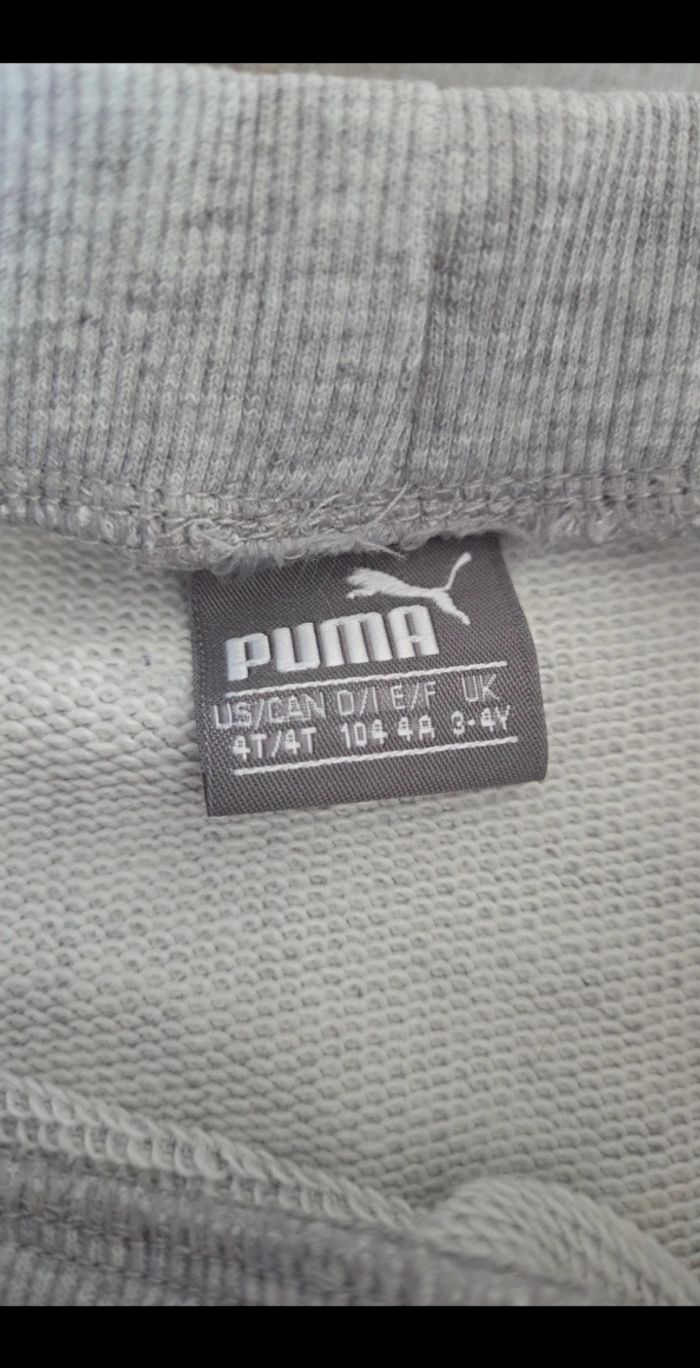 PUMA
US/CAN D/I E/F UK
4T/4T 104 4A 3-4Y